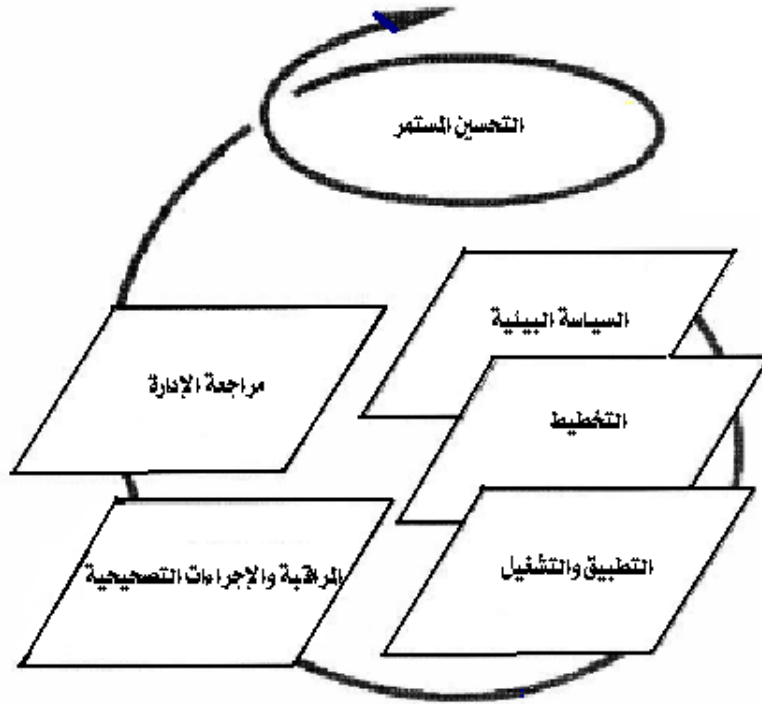 التحسين المستمر
السياسة البيئية
التخطيط
التطبيق والتشغيل
المراقبة والإجراءات التصحيحية
مراجعة الإدارة